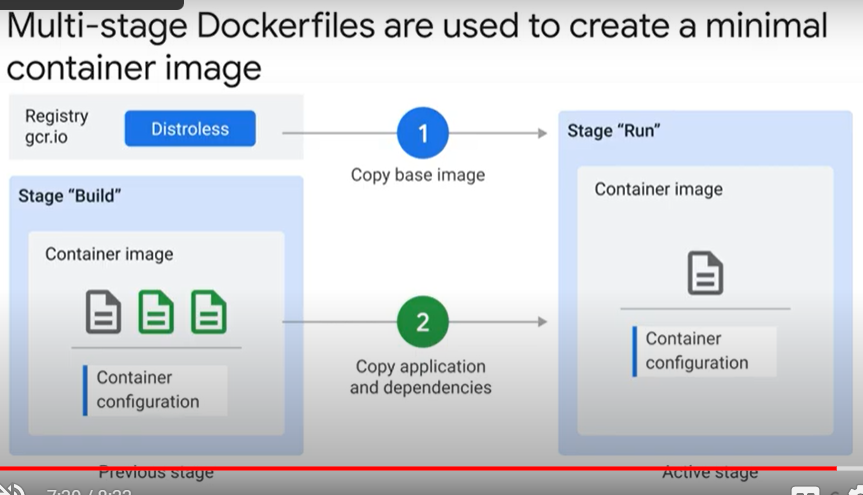 Multi-stage Dockerfiles are used to create a minimal
container image
Registry
gcr.io
Distroless
1
Copy base image
Stage “Build”
Container image
Container
configuration
Previous stage
2
Copy application
and dependencies
Stage “Run”
Container image
Container
configuration
Active stage